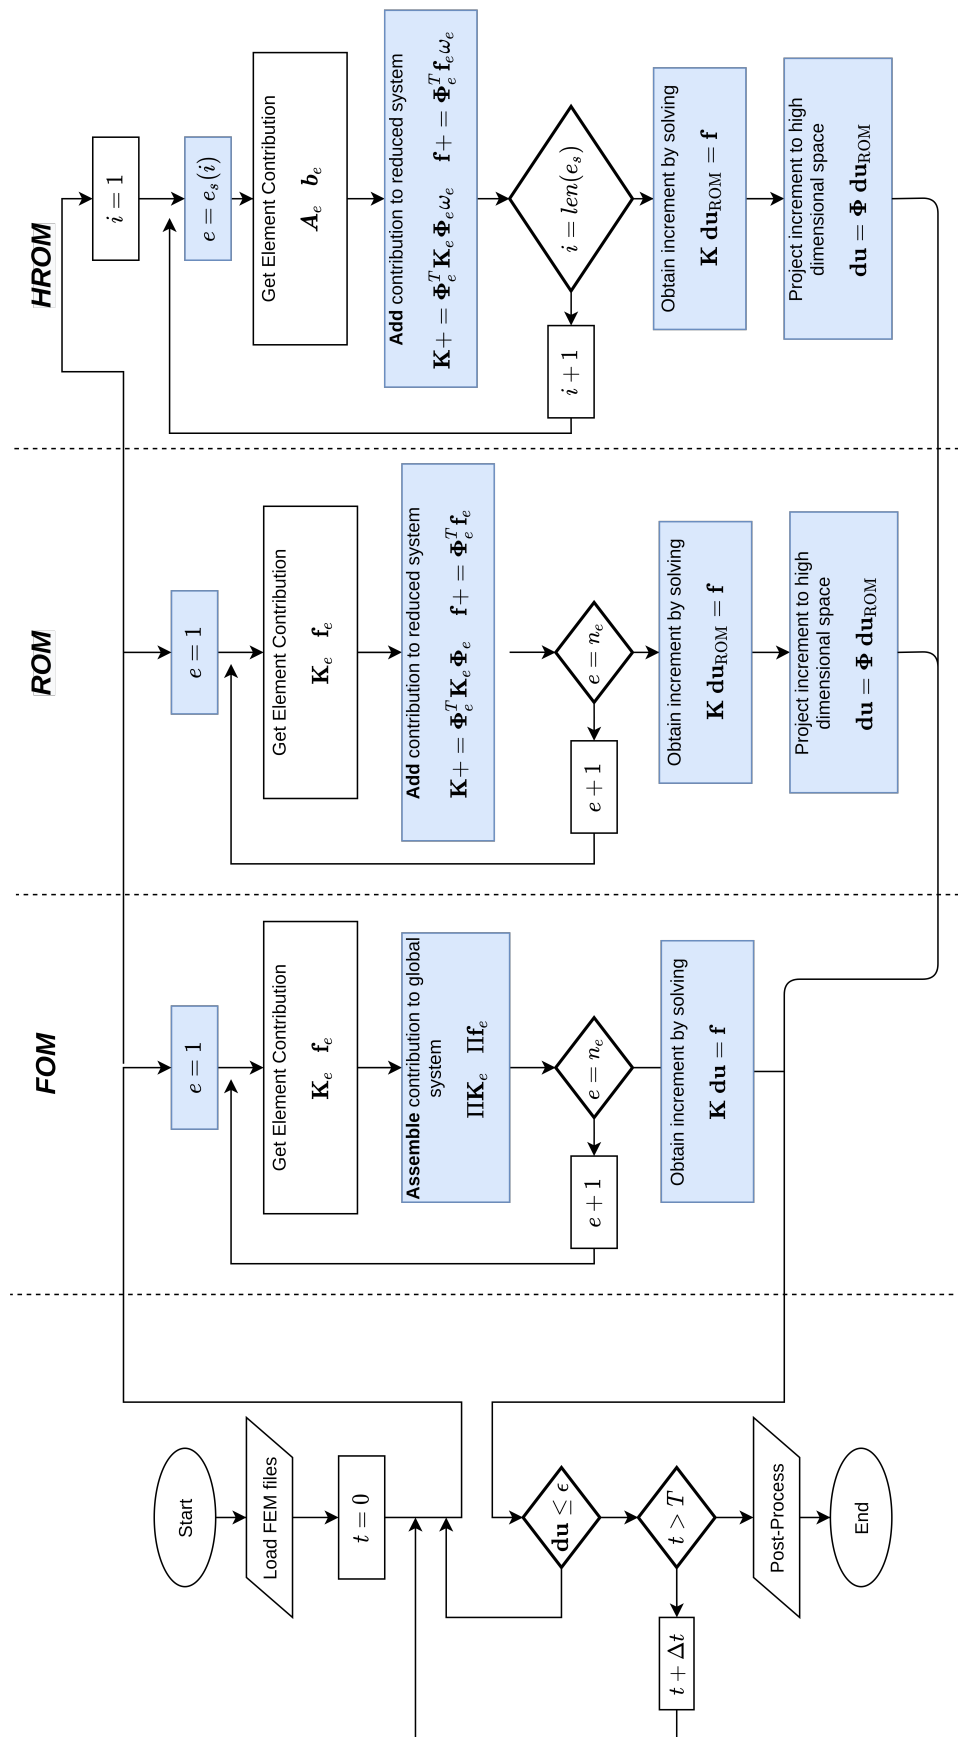 Start
Load FEM files
t = 0
du ≤ ϵ
t > T
t + Δt
Post-Process
End
FOM
e = 1
Get Element Contribution
K_e f_e
Assemble contribution to global
system
ΠK_e Πf_e
e = n_e
e + 1
Obtain increment by solving
K du = f
ROM
e = 1
Get Element Contribution
K_e f_e
Add contribution to reduced system
K+ = Φ_e^T K_e Φ_e f+ = Φ_e^T f_e
e = n_e
e + 1
Obtain increment by solving
K du_ROM = f
Project increment to high
dimensional space
du = Φ du_ROM
HROM
i = 1
e = e_s(i)
Get Element Contribution
A_e b_e
Add contribution to reduced system
K+ = Φ_e^T K_e Φ_e ω_e f+ = Φ_e^T f_e ω_e
i = len(e_s)
i + 1
Obtain increment by solving
K du_ROM = f
Project increment to high
dimensional space
du = Φ du_ROM